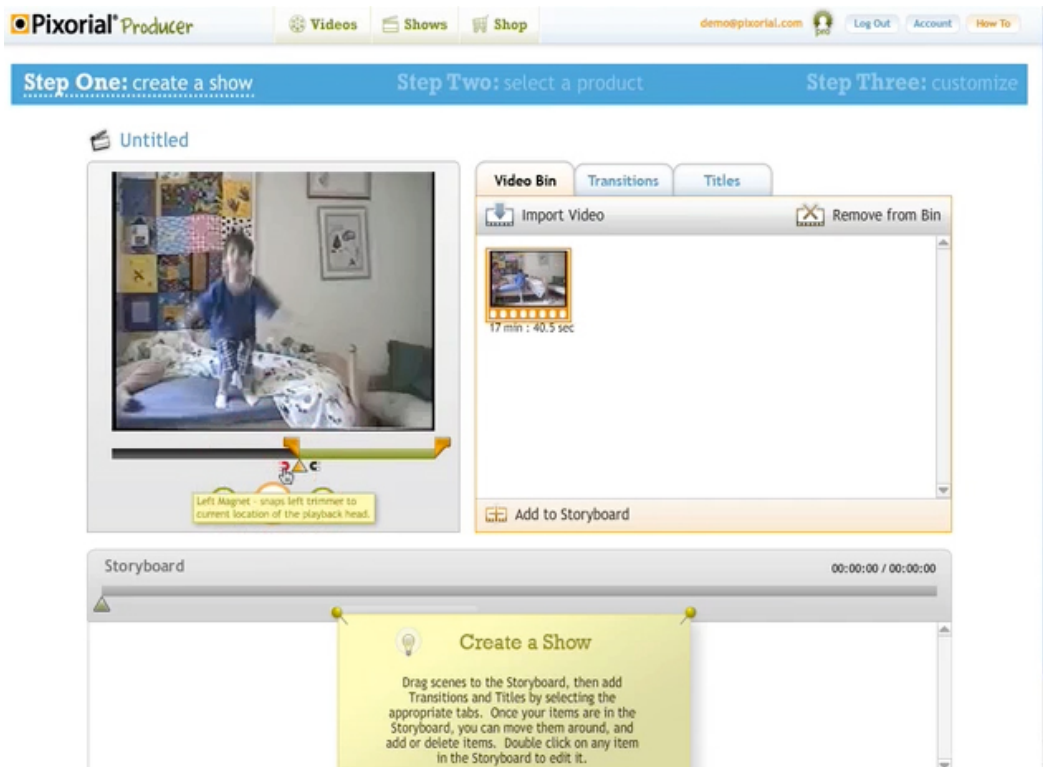 Pixorial® Producer
Videos
Shows
Shop
demo@pixorial.com
pro
Log Out
Account
How To
Step One: create a show
Step Two: select a product
Step Three: customize
Untitled
Video Bin
Transitions
Titles
Import Video
Remove from Bin
17 min : 40.5 sec
Left Magnet - snaps left trimmer to
current location of the playback head.
Add to Storyboard
Storyboard
00:00:00 / 00:00:00
Create a Show
Drag scenes to the Storyboard, then add
Transitions and Titles by selecting the
appropriate tabs. Once your items are in the
Storyboard, you can move them around, and
add or delete items. Double click on any item
in the Storyboard to edit it.